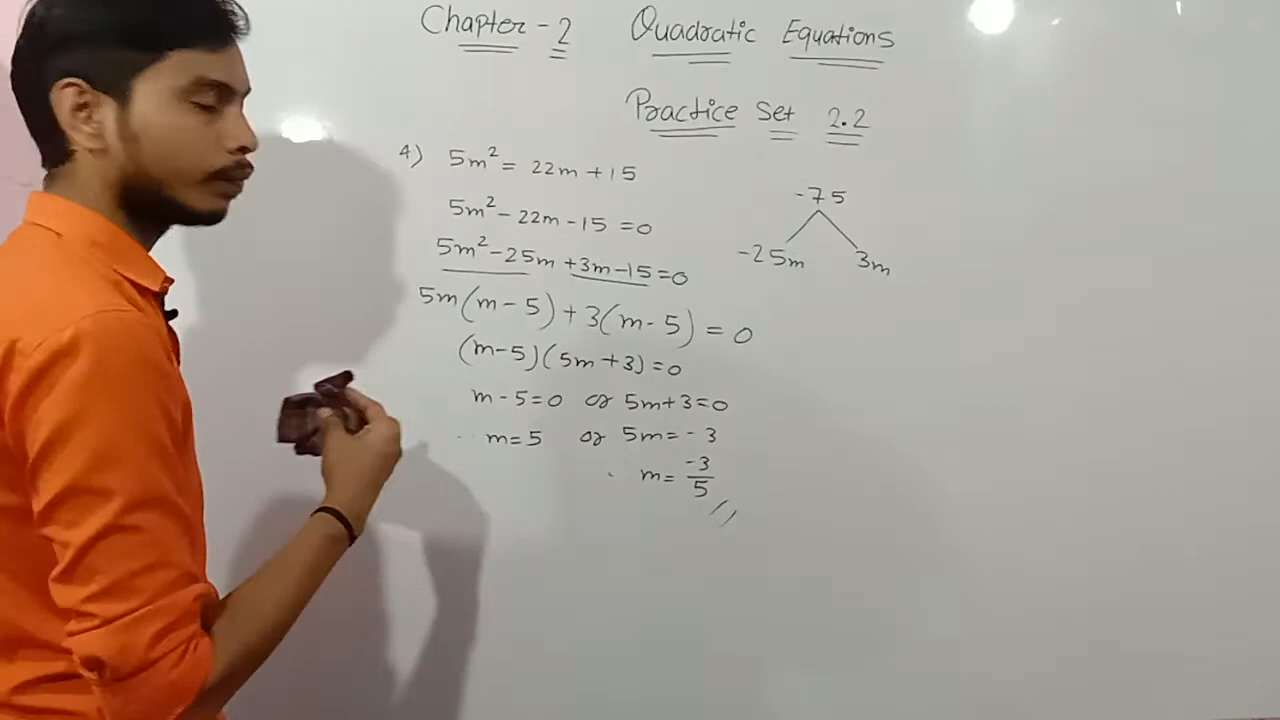 Chapter - 2 Quadratic Equations
Practice Set 2.2
4) 5m² = 22m + 15
5m² - 22m - 15 = 0
5m² - 25m + 3m - 15 = 0
5m(m - 5) + 3(m - 5) = 0
(m - 5)(5m + 3) = 0
m - 5 = 0 or 5m + 3 = 0
m = 5 or 5m = - 3
m = -3/5 //
-75
-25m 3m